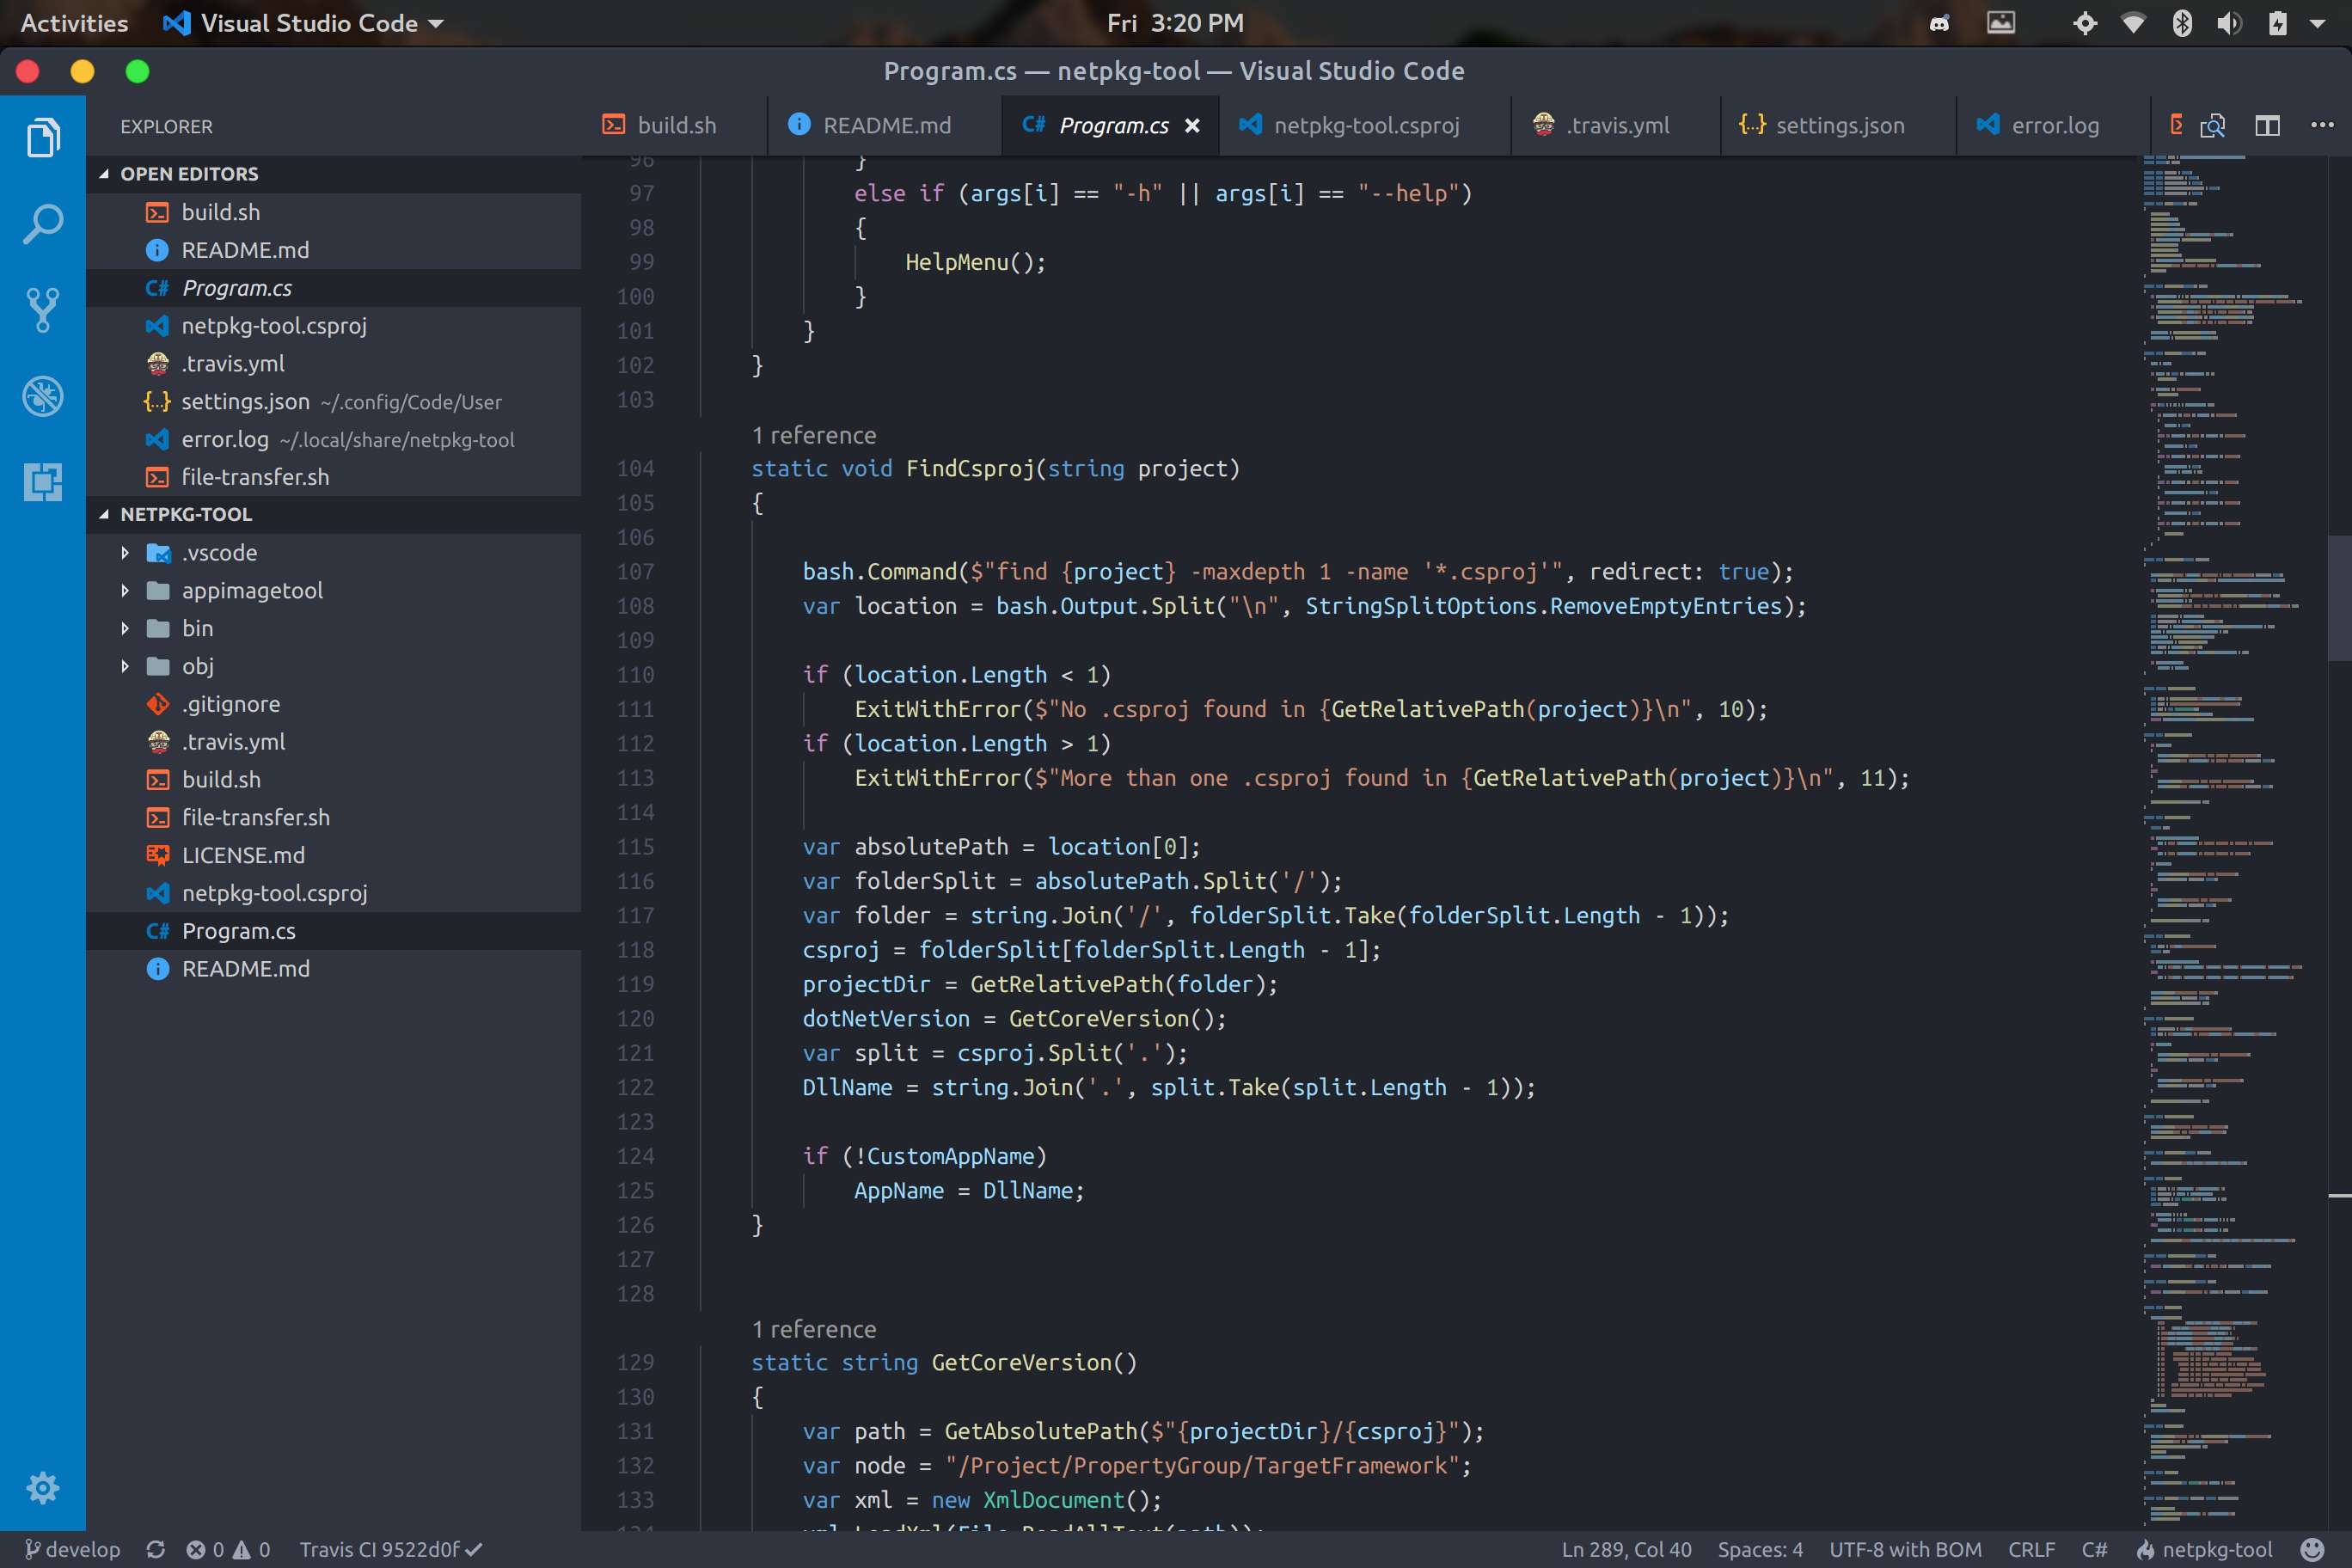 Activities
Visual Studio Code
Fri 3:20 PM
Program.cs — netpkg-tool — Visual Studio Code
EXPLORER
build.sh
README.md
C# Program.cs
netpkg-tool.csproj
.travis.yml
{..} settings.json
error.log
OPEN EDITORS
build.sh
README.md
C# Program.cs
netpkg-tool.csproj
.travis.yml
{..} settings.json ~/.config/Code/User
error.log ~/.local/share/netpkg-tool
file-transfer.sh
NETPKG-TOOL
.vscode
appimagetool
bin
obj
.gitignore
.travis.yml
build.sh
file-transfer.sh
LICENSE.md
netpkg-tool.csproj
C# Program.cs
README.md
96 }
97 else if (args[i] == "-h" || args[i] == "--help")
98 {
99 HelpMenu();
100 }
101 }
102 }
103
1 reference
104 static void FindCsproj(string project)
105 {
106
107 bash.Command($"find {project} -maxdepth 1 -name '*.csproj'", redirect: true);
108 var location = bash.Output.Split("\n", StringSplitOptions.RemoveEmptyEntries);
109
110 if (location.Length < 1)
111 ExitWithError($"No .csproj found in {GetRelativePath(project)}\n", 10);
112 if (location.Length > 1)
113 ExitWithError($"More than one .csproj found in {GetRelativePath(project)}\n", 11);
114
115 var absolutePath = location[0];
116 var folderSplit = absolutePath.Split('/');
117 var folder = string.Join('/', folderSplit.Take(folderSplit.Length - 1));
118 csproj = folderSplit[folderSplit.Length - 1];
119 projectDir = GetRelativePath(folder);
120 dotNetVersion = GetCoreVersion();
121 var split = csproj.Split('.');
122 DllName = string.Join('.', split.Take(split.Length - 1));
123
124 if (!CustomAppName)
125 AppName = DllName;
126 }
127
128
1 reference
129 static string GetCoreVersion()
130 {
131 var path = GetAbsolutePath($"{projectDir}/{csproj}");
132 var node = "/Project/PropertyGroup/TargetFramework";
133 var xml = new XmlDocument();
134 xml.LoadXml(File.ReadAllText(path));
develop
0
0
Travis CI 9522d0f
Ln 289, Col 40
Spaces: 4
UTF-8 with BOM
CRLF
C#
netpkg-tool